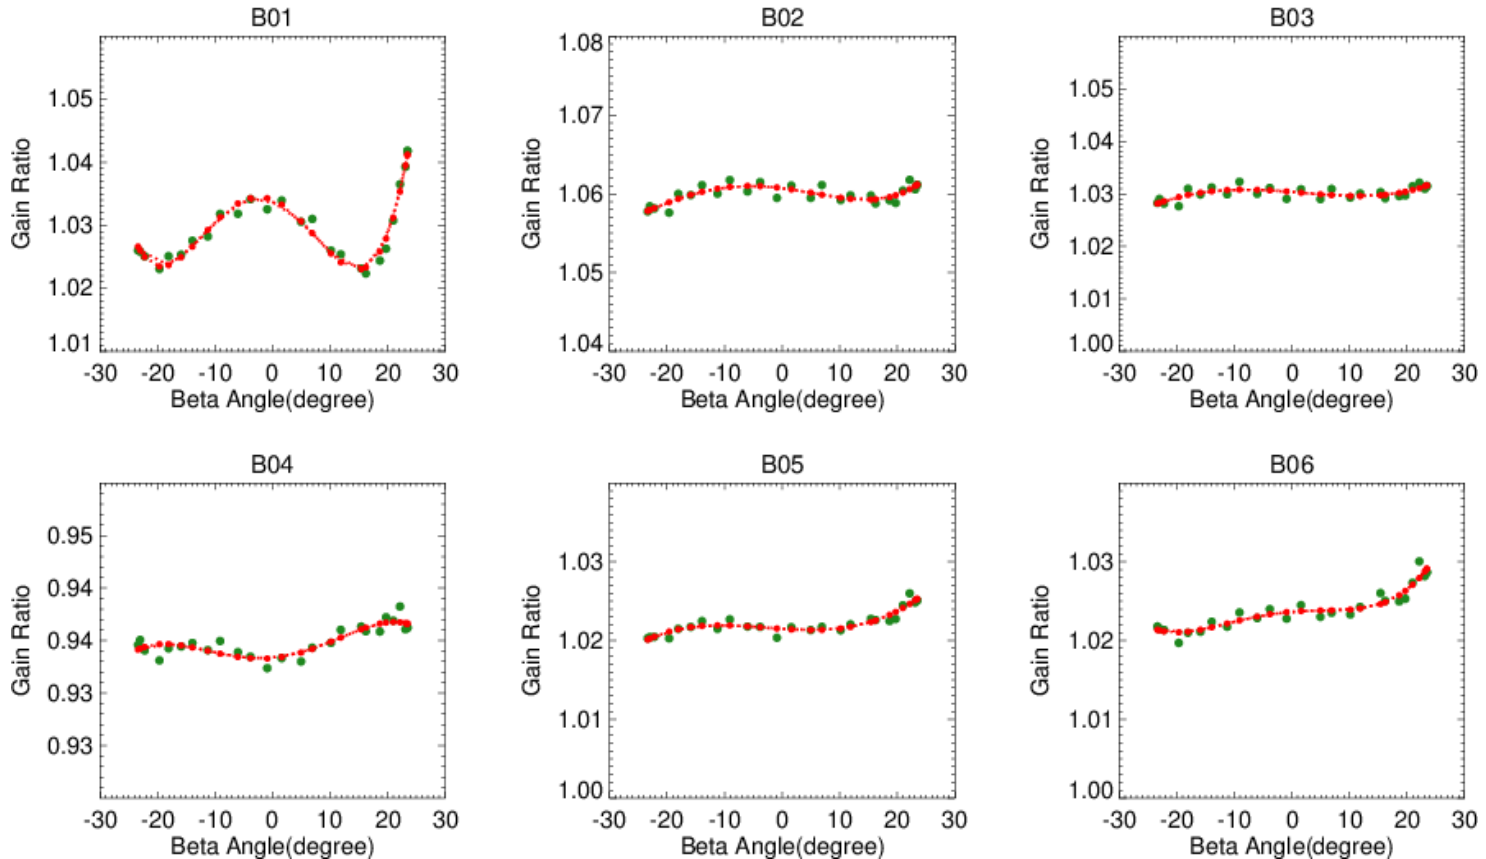 B01
B02
B03
Gain Ratio
1.05
1.04
1.03
1.02
1.01
-30 -20 -10 0 10 20 30
Beta Angle(degree)
Gain Ratio
1.08
1.07
1.06
1.05
1.04
-30 -20 -10 0 10 20 30
Beta Angle(degree)
Gain Ratio
1.05
1.04
1.03
1.02
1.01
1.00
-30 -20 -10 0 10 20 30
Beta Angle(degree)
B04
B05
B06
Gain Ratio
0.95
0.94
0.94
0.93
0.93
-30 -20 -10 0 10 20 30
Beta Angle(degree)
Gain Ratio
1.03
1.02
1.01
1.00
-30 -20 -10 0 10 20 30
Beta Angle(degree)
Gain Ratio
1.03
1.02
1.01
1.00
-30 -20 -10 0 10 20 30
Beta Angle(degree)